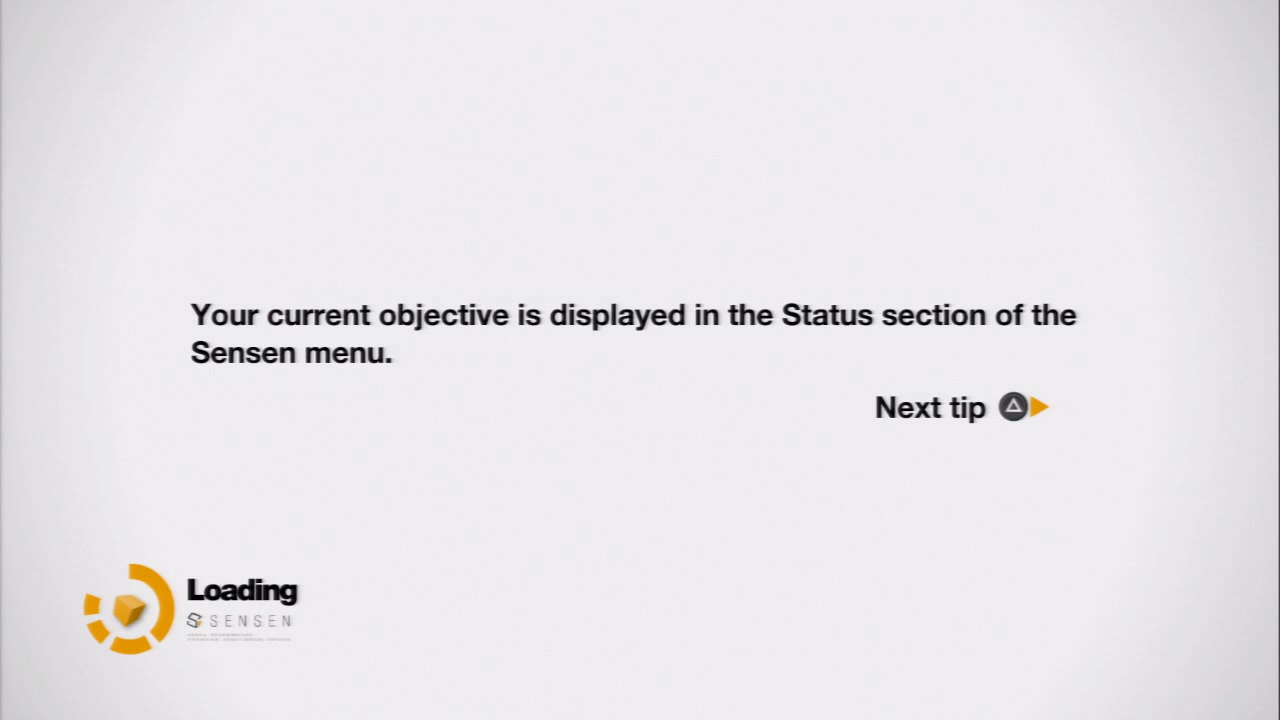 Your current objective is displayed in the Status section of the
Sensen menu.
Next tip
Loading
SENSEN